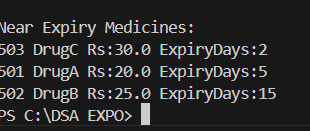 Near Expiry Medicines:
503 DrugC Rs:30.0 ExpiryDays:2
501 DrugA Rs:20.0 ExpiryDays:5
502 DrugB Rs:25.0 ExpiryDays:15
PS C:\DSA EXPO>